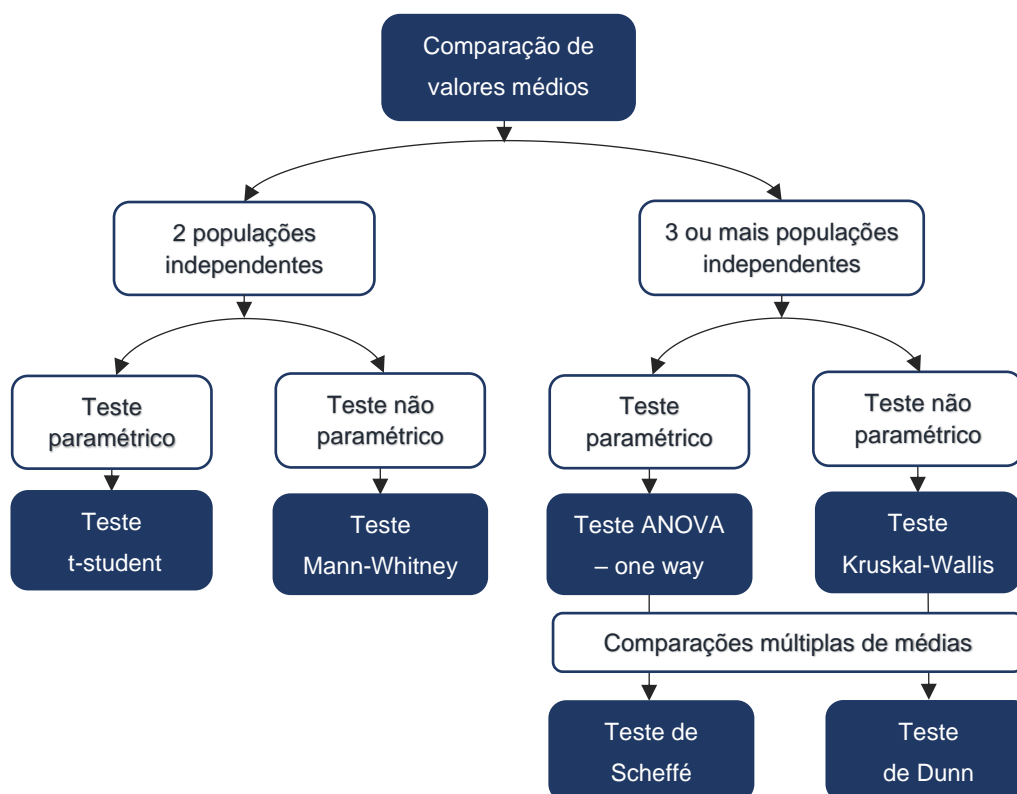 Comparação de
valores médios
2 populações
independentes
3 ou mais populações
independentes
Teste
paramétrico
Teste não
paramétrico
Teste
paramétrico
Teste não
paramétrico
Teste
t-student
Teste
Mann-Whitney
Teste ANOVA
– one way
Teste
Kruskal-Wallis
Comparações múltiplas de médias
Teste de
Scheffé
Teste
de Dunn